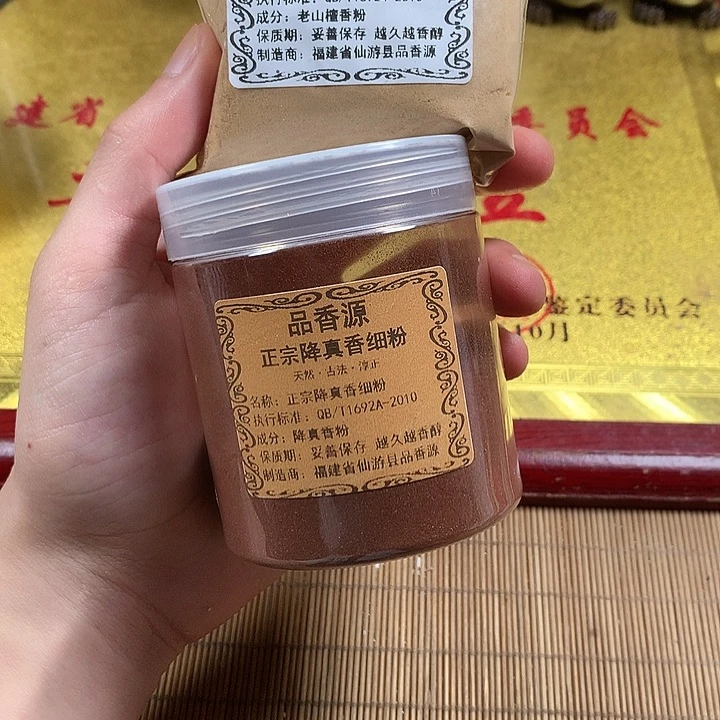 成分：老山檀香粉
保质期：妥善保存 越久越香醇
制造商：福建省仙游县品香源
建省
委员会
鉴定委员会
10月
品香源
正宗降真香细粉
天然·古法·淳正
名称：正宗降真香细粉
执行标准：QB/T1692A-2010
成分：降真香粉
保质期：妥善保存 越久越香醇
制造商：福建省仙游县品香源